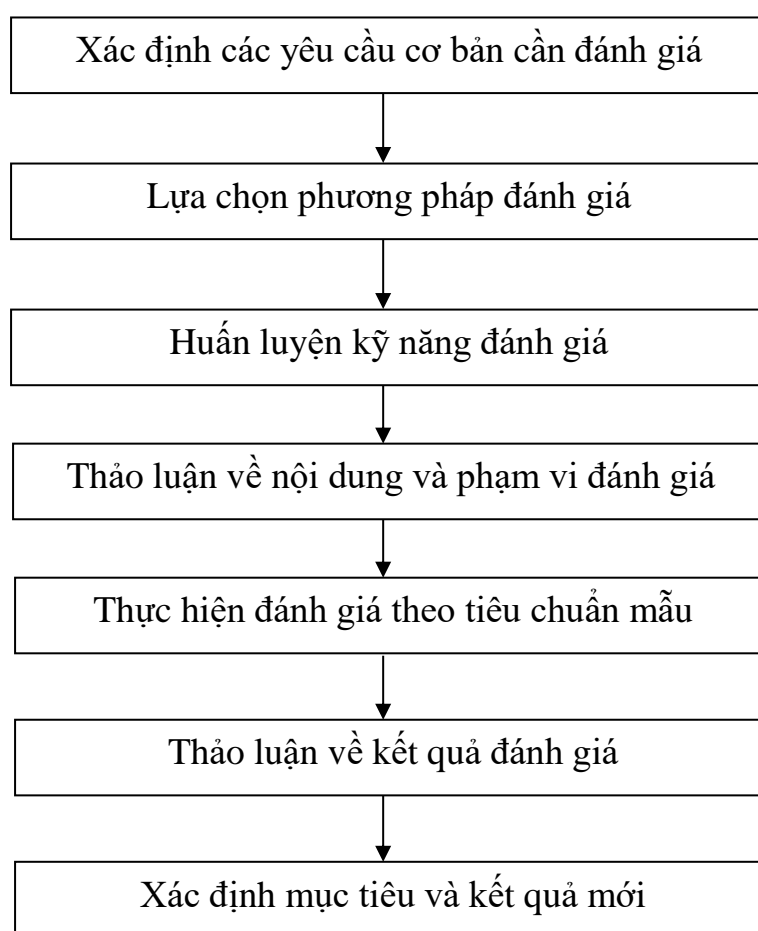 Xác định các yêu cầu cơ bản cần đánh giá
Lựa chọn phương pháp đánh giá
Huấn luyện kỹ năng đánh giá
Thảo luận về nội dung và phạm vi đánh giá
Thực hiện đánh giá theo tiêu chuẩn mẫu
Thảo luận về kết quả đánh giá
Xác định mục tiêu và kết quả mới